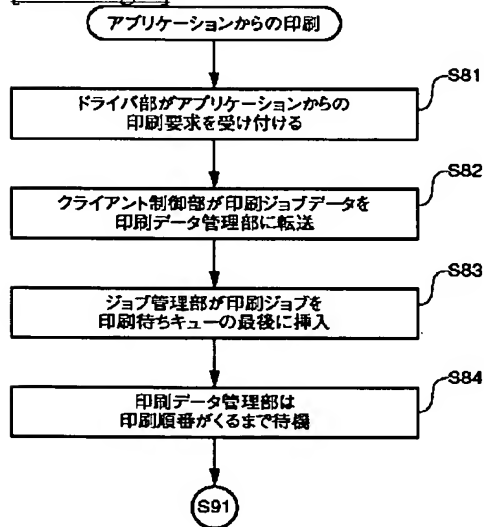 アプリケーションからの印刷
S81
ドライバ部がアプリケーションからの
印刷要求を受け付ける
S82
クライアント制御部が印刷ジョブデータを
印刷データ管理部に転送
S83
ジョブ管理部が印刷ジョブを
印刷待ちキューの最後に挿入
S84
印刷データ管理部は
印刷順番がくるまで待機
S91